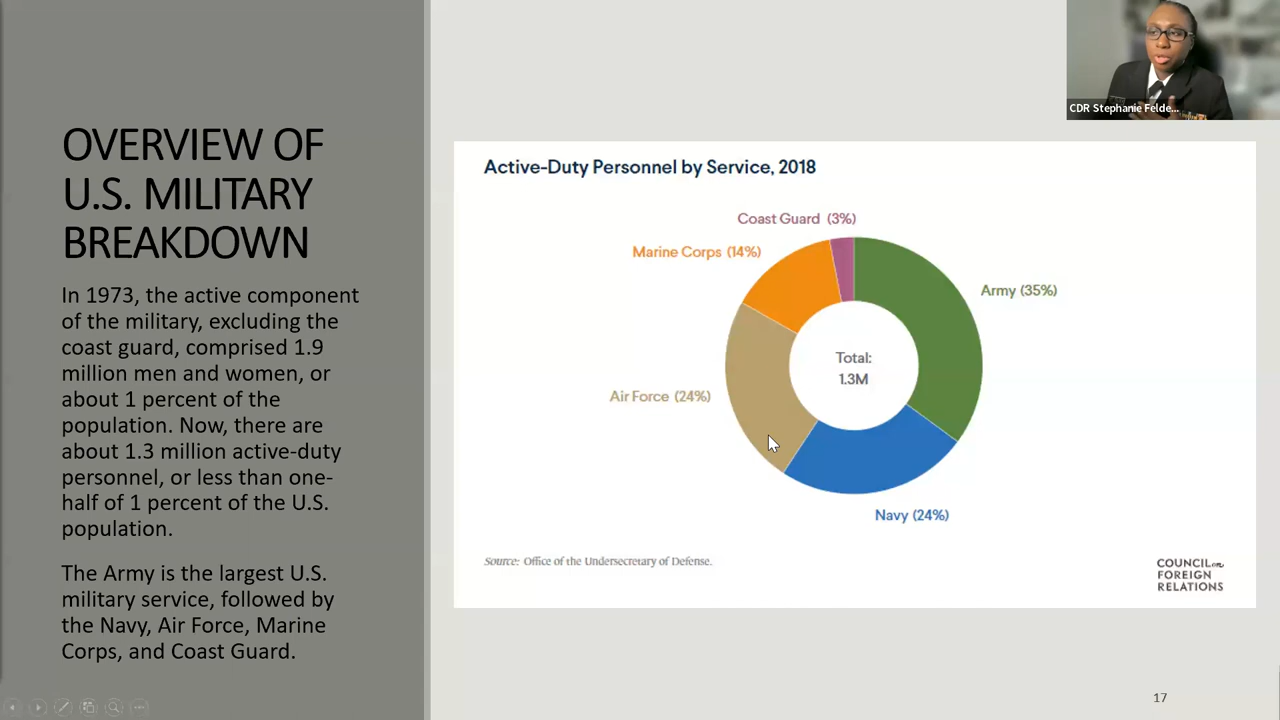 OVERVIEW OF
U.S. MILITARY
BREAKDOWN
In 1973, the active component
of the military, excluding the
coast guard, comprised 1.9
million men and women, or
about 1 percent of the
population. Now, there are
about 1.3 million active-duty
personnel, or less than one-
half of 1 percent of the U.S.
population.
The Army is the largest U.S.
military service, followed by
the Navy, Air Force, Marine
Corps, and Coast Guard.
CDR Stephanie Felde...
Active-Duty Personnel by Service, 2018
Coast Guard (3%)
Marine Corps (14%)
Army (35%)
Total:
1.3M
Air Force (24%)
Navy (24%)
Source: Office of the Undersecretary of Defense.
COUNCIL on
FOREIGN
RELATIONS
17